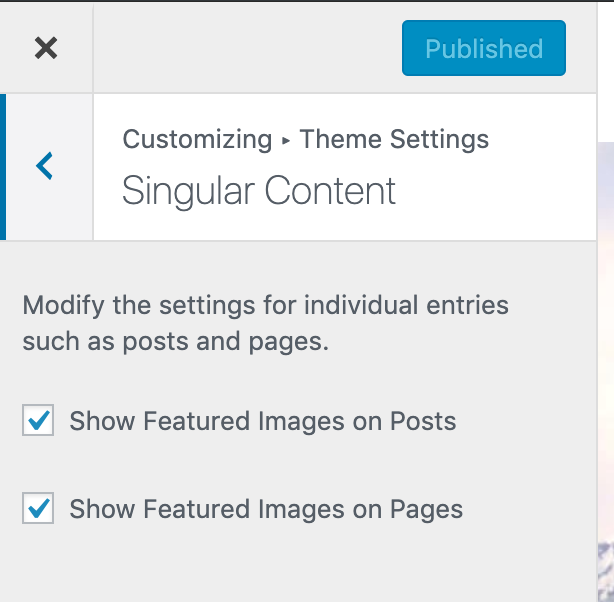 Published
Customizing ▸ Theme Settings
Singular Content
Modify the settings for individual entries
such as posts and pages.
Show Featured Images on Posts
Show Featured Images on Pages